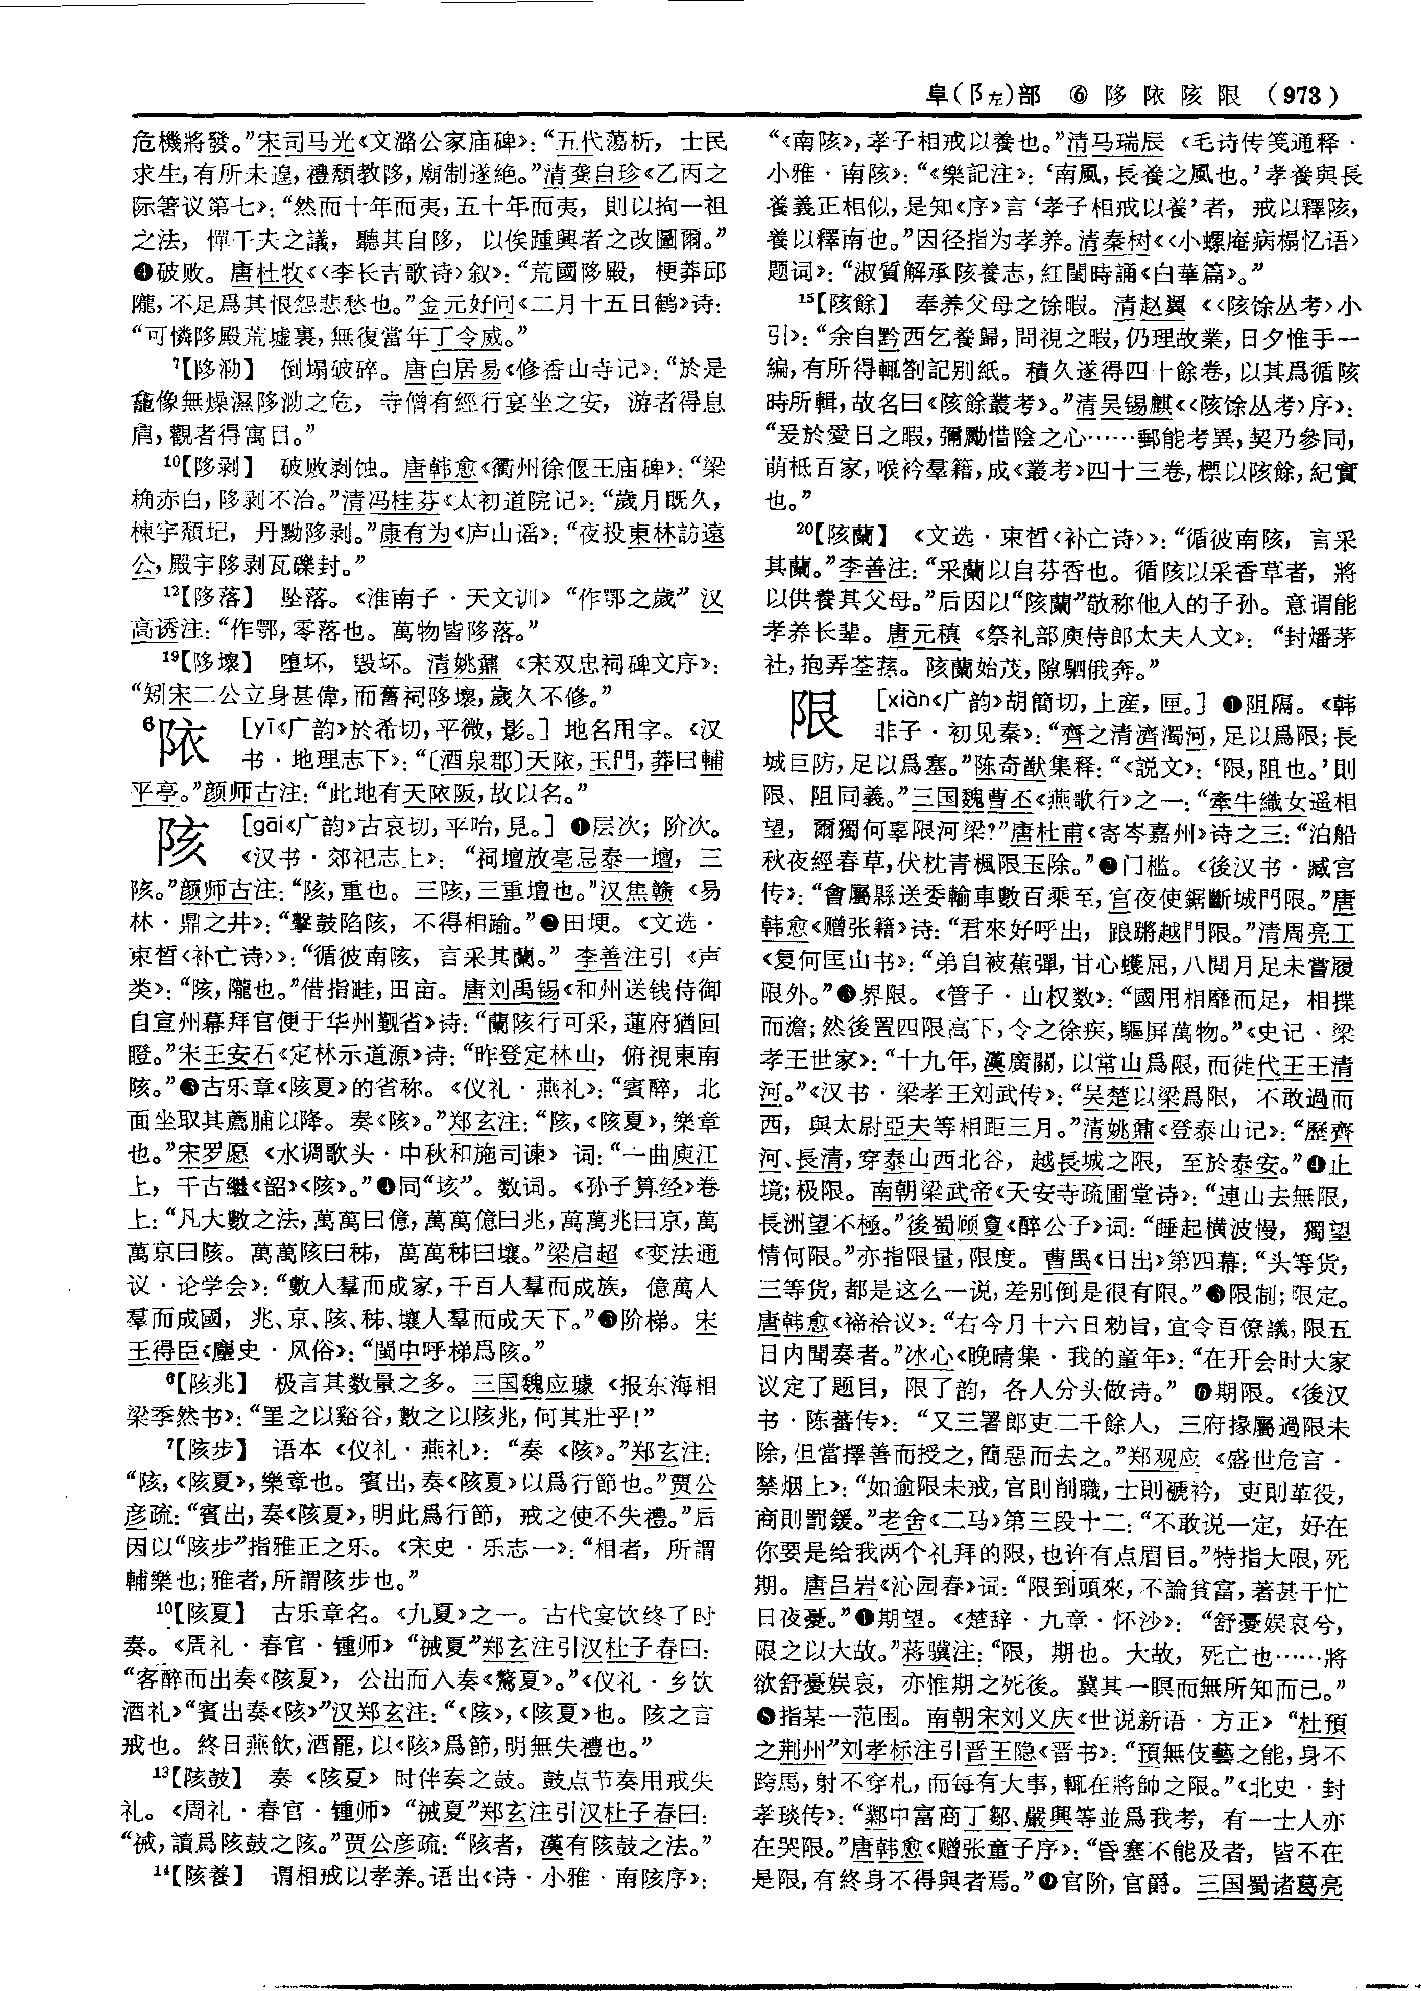 阜(阝左)部 ⑥ 陊 陒 陔 限 (973)
危機將發。”宋司马光《文潞公家庙碑》：“五代蕩析，士民
求生，有所未遑，禮頹教陊，廟制遂絶。”清龚自珍《乙丙之
际箸议第七》：“然而十年而夷，五十年而夷，則以拘一祖
之法，憚千夫之議，聽其自陊，以俟踵興者之改圖爾。”
❹破败。唐杜牧《〈李长吉歌诗〉叙》：“荒國陊殿，梗莽邱
隴，不足爲其恨怨悲愁也。”金元好问《二月十五日鹤》诗：
“可憐陊殿荒墟裏，無復當年丁令威。”
7【陊泐】 倒塌破碎。唐白居易《修香山寺记》：“於是
龕像無燥濕陊泐之危，寺僧有經行宴坐之安，游者得息
肩，觀者得寓目。”
10【陊剥】 破败剥蚀。唐韩愈《衢州徐偃王庙碑》：“梁
桷赤白，陊剥不治。”清冯桂芬《太初道院记》：“歲月既久，
棟宇頹圮，丹黝陊剥。”康有为《庐山谣》：“夜投東林訪遠
公，殿宇陊剥瓦礫封。”
12【陊落】 坠落。《淮南子·天文训》“作鄂之歲”汉
高诱注：“作鄂，零落也。萬物皆陊落。”
19【陊壞】 堕坏，毁坏。清姚鼐《宋双忠祠碑文序》：
“矧宋二公立身甚偉，而舊祠陊壞，歲久不修。”
6 㕈 [yī《广韵》於希切，平微，影。] 地名用字。《汉
书·地理志下》：“〔酒泉郡〕天㕈，玉門，莽曰輔
平亭。”颜师古注：“此地有天㕈阪，故以名。”
陔 [gāi《广韵》古哀切，平咍，見。] ❶层次；阶次。
《汉书·郊祀志上》：“祠壇放亳忌泰一壇，三
陔。”颜师古注：“陔，重也。三陔，三重壇也。”汉焦赣《易
林·鼎之井》：“擊鼓陷陔，不得相踰。”❷田埂。《文选·
束晳〈补亡诗〉》：“循彼南陔，言采其蘭。”李善注引《声
类》：“陔，隴也。”借指畦，田亩。唐刘禹锡《和州送钱侍御
自宣州幕拜官便于华州觐省》诗：“蘭陔行可采，蓮府猶回
瞪。”宋王安石《定林示道源》诗：“昨登定林山，俯視東南
陔。”❸古乐章《陔夏》的省称。《仪礼·燕礼》：“賓醉，北
面坐取其薦脯以降。奏《陔》。”郑玄注：“陔，《陔夏》，樂章
也。”宋罗愿《水调歌头·中秋和施司谏》词：“一曲庾江
上，千古繼《韶》《陔》。”❹同“垓”。数词。《孙子算经》卷
上：“凡大數之法，萬萬曰億，萬萬億曰兆，萬萬兆曰京，萬
萬京曰陔。萬萬陔曰秭，萬萬秭曰壤。”梁启超《变法通
议·论学会》：“數人羣而成家，千百人羣而成族，億萬人
羣而成國，兆、京、陔、秭、壤人羣而成天下。”❺阶梯。宋
王得臣《麈史·风俗》：“閩中呼梯爲陔。”
6【陔兆】 极言其数量之多。三国魏应璩《报东海相
梁季然书》：“里之以谿谷，數之以陔兆，何其壯乎！”
7【陔步】 语本《仪礼·燕礼》：“奏《陔》。”郑玄注：
“陔，《陔夏》，樂章也。賓出，奏《陔夏》以爲行節也。”贾公
彦疏：“賓出，奏《陔夏》，明此爲行節，戒之使不失禮。”后
因以“陔步”指雅正之乐。《宋史·乐志一》：“相者，所謂
輔樂也；雅者，所謂陔步也。”
10【陔夏】 古乐章名。《九夏》之一。古代宴饮终了时
奏。《周礼·春官·锺师》“祴夏”郑玄注引汉杜子春曰：
“客醉而出奏《陔夏》，公出而入奏《驁夏》。”《仪礼·乡饮
酒礼》“賓出奏《陔》”汉郑玄注：“《陔》，《陔夏》也。陔之言
戒也。終日燕飲，酒罷，以《陔》爲節，明無失禮也。”
13【陔鼓】 奏《陔夏》时伴奏之鼓。鼓点节奏用戒失
礼。《周礼·春官·锺师》“祴夏”郑玄注引汉杜子春曰：
“祴，讀爲陔鼓之陔。”贾公彦疏：“陔者，漢有陔鼓之法。”
14【陔養】 谓相戒以孝养。语出《诗·小雅·南陔序》：
“《南陔》，孝子相戒以養也。”清马瑞辰《毛诗传笺通释·
小雅·南陔》：“《樂記注》：‘南風，長養之風也。’孝養與長
養義正相似，是知《序》言‘孝子相戒以養’者，戒以釋陔，
養以釋南也。”因径指为孝养。清秦树《〈小螺庵病榻忆语〉
题词》：“淑質解承陔養志，紅閨時誦《白華篇》。”
15【陔餘】 奉养父母之馀暇。清赵翼《〈陔馀丛考〉小
引》：“余自黔西乞養歸，問視之暇，仍理故業，日夕惟手一
編，有所得輒劄記别紙。積久遂得四十餘卷，以其爲循陔
時所輯，故名曰《陔餘叢考》。”清吴锡麒《〈陔馀丛考〉序》：
“爰於愛日之暇，彌勵惜陰之心……郵能考異，契乃參同，
萌柢百家，喉衿羣籍，成《叢考》四十三卷，標以陔餘，紀實
也。”
20【陔蘭】 《文选·束晳〈补亡诗〉》：“循彼南陔，言采
其蘭。”李善注：“采蘭以自芬香也。循陔以采香草者，將
以供養其父母。”后因以“陔蘭”敬称他人的子孙。意谓能
孝养长辈。唐元稹《祭礼部庾侍郎太夫人文》：“封燔茅
社，抱弄荃蓀。陔蘭始茂，隙駟俄奔。”
限 [xiàn《广韵》胡簡切，上産，匣。] ❶阻隔。《韩
非子·初见秦》：“齊之清濟濁河，足以爲限；長
城巨防，足以爲塞。”陈奇猷集释：“《説文》：‘限，阻也。’則
限、阻同義。”三国魏曹丕《燕歌行》之一：“牽牛織女遥相
望，爾獨何辜限河梁？”唐杜甫《寄岑嘉州》诗之三：“泊船
秋夜經春草，伏枕青楓限玉除。”❷门槛。《後汉书·臧宫
传》：“會屬縣送委輸車數百乘至，宫夜使鋸斷城門限。”唐
韩愈《赠张籍》诗：“君來好呼出，踉蹡越門限。”清周亮工
《复何匡山书》：“弟自被蕉彈，甘心蠖屈，八閲月足未嘗履
限外。”❸界限。《管子·山权数》：“國用相靡而足，相揲
而澹；然後置四限高下，令之徐疾，驅屏萬物。”《史记·梁
孝王世家》：“十九年，漢廣關，以常山爲限，而徙代王王清
河。”《汉书·梁孝王刘武传》：“吴楚以梁爲限，不敢過而
西，與太尉亞夫等相距三月。”清姚鼐《登泰山记》：“歷齊
河、長清，穿泰山西北谷，越長城之限，至於泰安。”❹止
境；极限。南朝梁武帝《天安寺疏圃堂诗》：“連山去無限，
長洲望不極。”後蜀顾敻《醉公子》词：“睡起横波慢，獨望
情何限。”亦指限量，限度。曹禺《日出》第四幕：“头等货，
三等货，都是这么一说，差别倒是很有限。”❺限制；限定。
唐韩愈《禘祫议》：“右今月十六日勑旨，宜令百僚議，限五
日内聞奏者。”冰心《晚晴集·我的童年》：“在开会时大家
议定了题目，限了韵，各人分头做诗。”❻期限。《後汉
书·陈蕃传》：“又三署郎吏二千餘人，三府掾屬過限未
除，但當擇善而授之，簡惡而去之。”郑观应《盛世危言·
禁烟上》：“如逾限未戒，官則削職，士則褫衿，吏則革役，
商則罰鍰。”老舍《二马》第三段十二：“不敢说一定，好在
你要是给我两个礼拜的限，也许有点眉目。”特指大限，死
期。唐吕岩《沁园春》词：“限到頭來，不論貧富，著甚干忙
日夜憂。”❼期望。《楚辞·九章·怀沙》：“舒憂娱哀兮，
限之以大故。”蒋骥注：“限，期也。大故，死亡也……將
欲舒憂娱哀，亦惟期之死後。冀其一瞑而無所知而已。”
❽指某一范围。南朝宋刘义庆《世说新语·方正》“杜預
之荆州”刘孝标注引晋王隐《晋书》：“預無伎藝之能，身不
跨馬，射不穿札，而每有大事，輒在將帥之限。”《北史·封
孝琰传》：“鄴中富商丁鄒、嚴興等並爲我考，有一士人亦
在哭限。”唐韩愈《赠张童子序》：“昏塞不能及者，皆不在
是限，有終身不得與者焉。”❾官阶，官爵。三国蜀诸葛亮